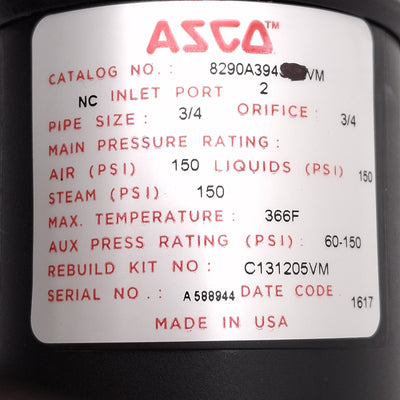 ASCO™
CATALOG NO. : 8290A394 VM
NC INLET PORT 2
PIPE SIZE : 3/4 ORIFICE : 3/4
MAIN PRESSURE RATING :
AIR (PSI) 150 LIQUIDS (PSI) 150
STEAM (PSI) 150
MAX. TEMPERATURE : 366F
AUX PRESS RATING (PSI) : 60-150
REBUILD KIT NO : C131205VM
SERIAL NO. : A 588944 DATE CODE 1617
MADE IN USA